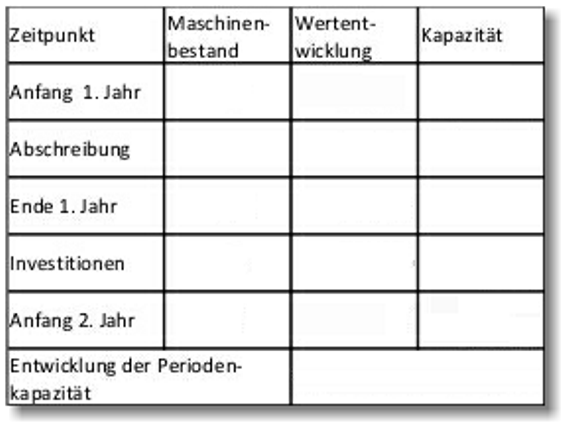 Zeitpunkt
Maschinen-
bestand
Wertent-
wicklung
Kapazität
Anfang 1. Jahr
Abschreibung
Ende 1. Jahr
Investitionen
Anfang 2. Jahr
Entwicklung der Perioden-
kapazität